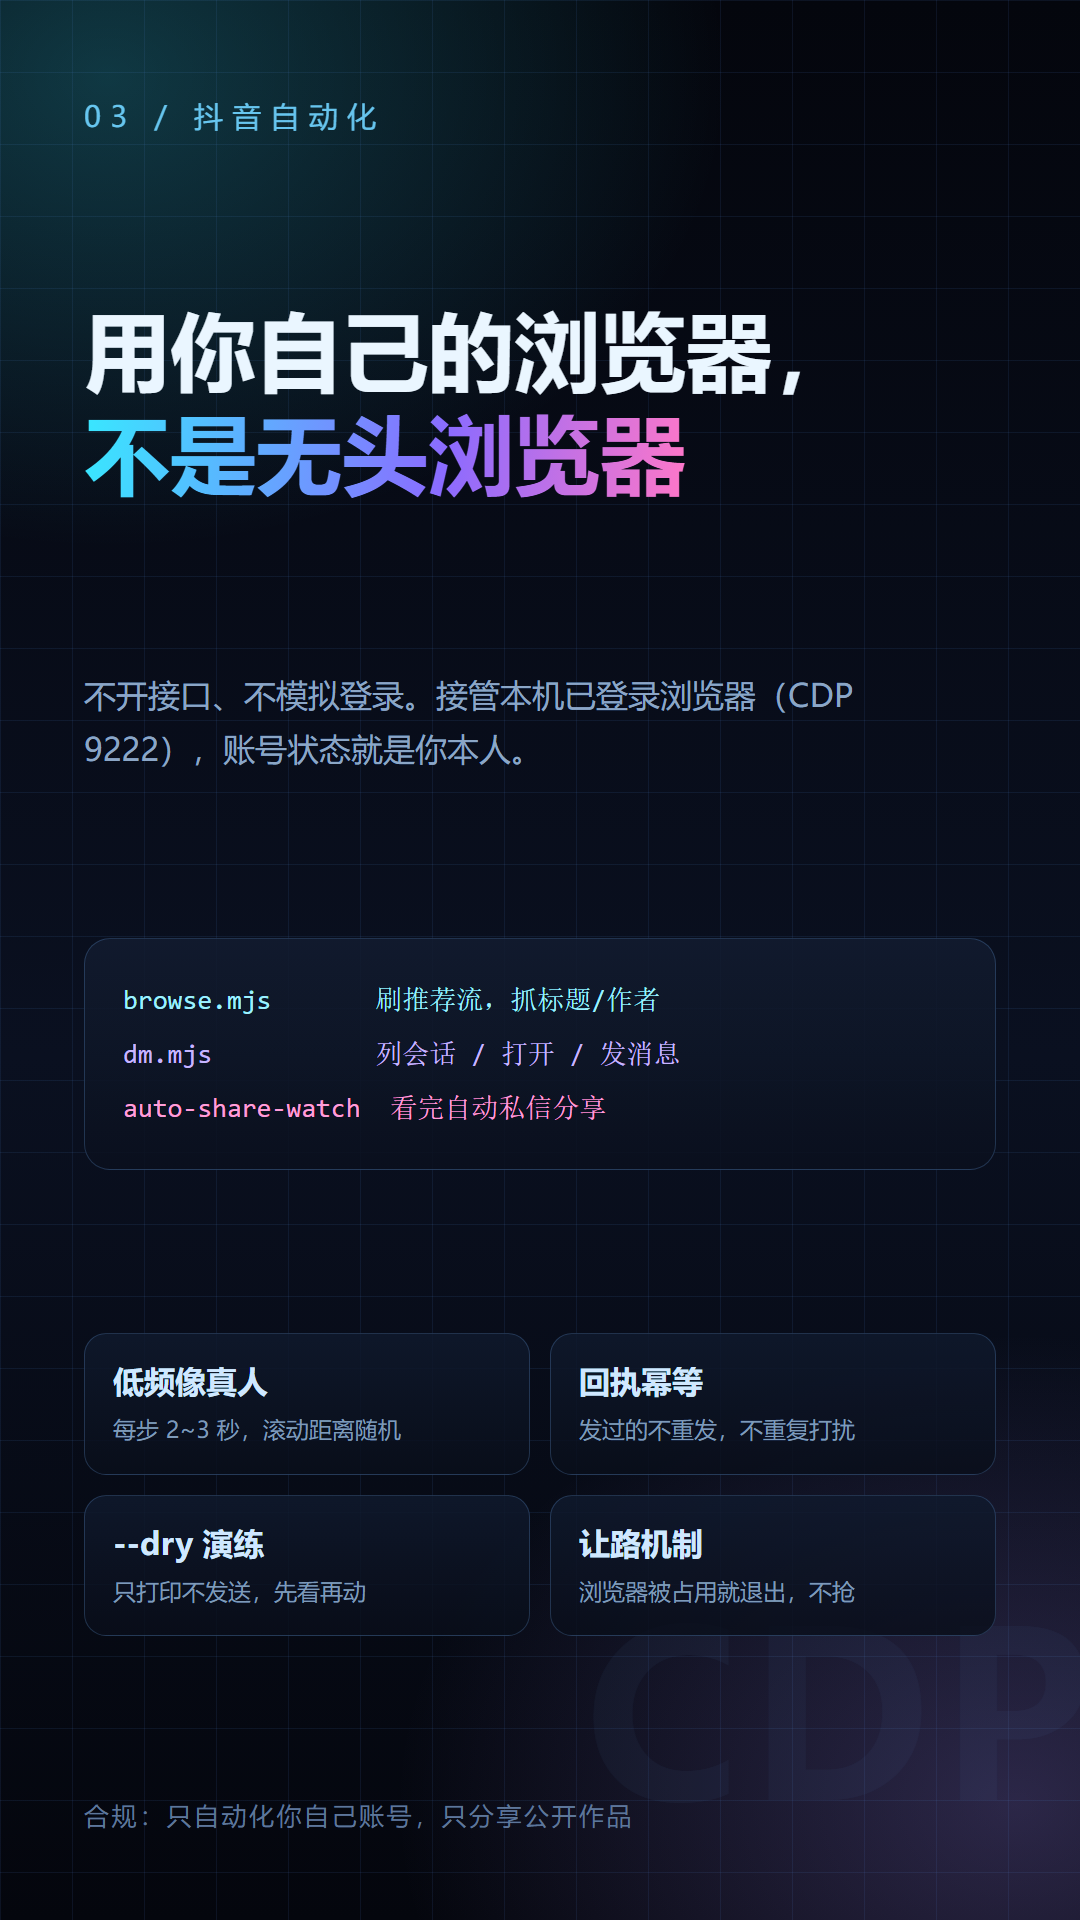 03 / 抖音自动化
用你自己的浏览器，
不是无头浏览器
不开接口、不模拟登录。接管本机已登录浏览器（CDP
9222），账号状态就是你本人。
browse.mjs 刷推荐流，抓标题/作者
dm.mjs 列会话 / 打开 / 发消息
auto-share-watch 看完自动私信分享
低频像真人
每步 2~3 秒，滚动距离随机
回执幂等
发过的不重发，不重复打扰
--dry 演练
只打印不发送，先看再动
让路机制
浏览器被占用就退出，不抢
CDP
合规：只自动化你自己账号，只分享公开作品